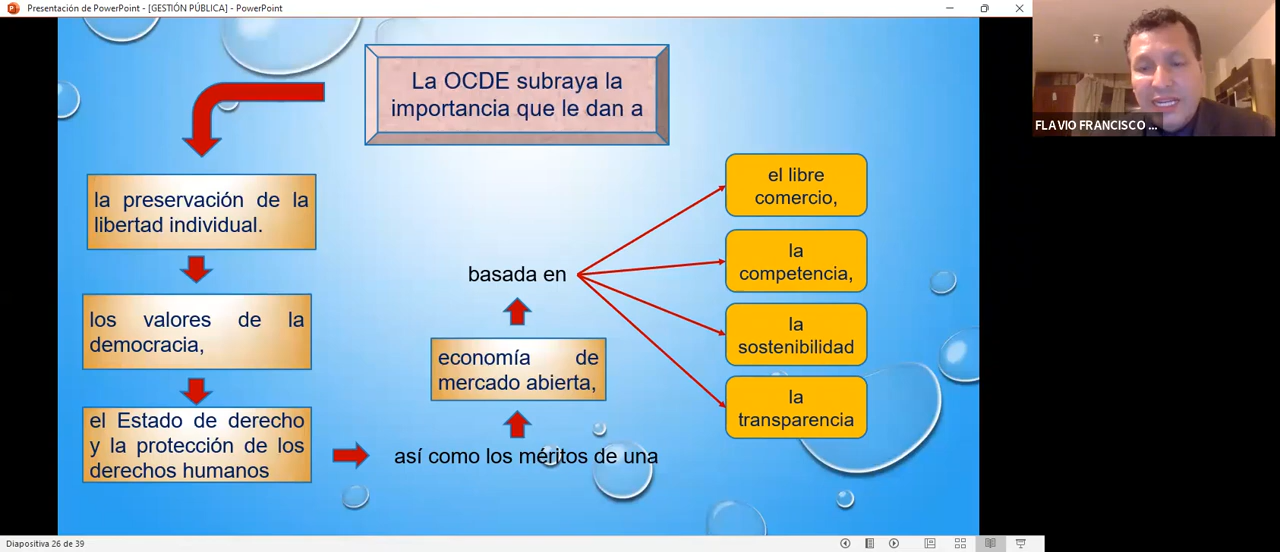 Presentación de PowerPoint - [GESTIÓN PÚBLICA] - PowerPoint
La OCDE subraya la
importancia que le dan a
la preservación de la
libertad individual.
los valores de la
democracia,
el Estado de derecho
y la protección de los
derechos humanos
así como los méritos de una
economía de
mercado abierta,
basada en
el libre
comercio,
la
competencia,
la
sostenibilidad
la
transparencia
FLAVIO FRANCISCO ...
Diapositiva 26 de 39